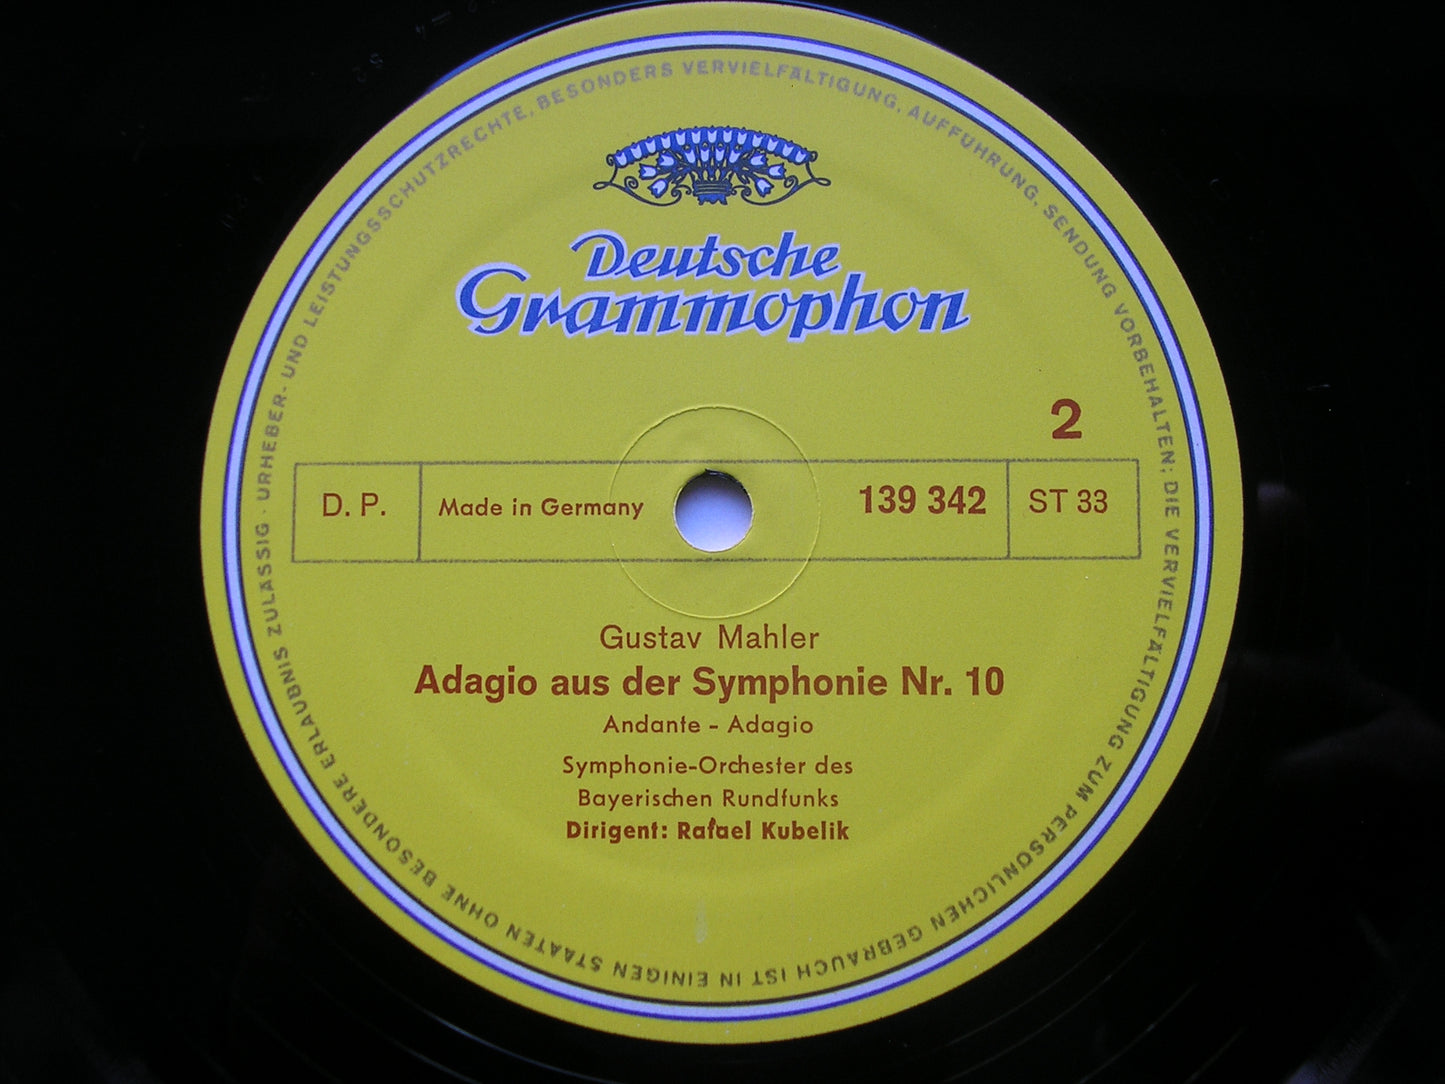 URHEBER- UND LEISTUNGSSCHUTZRECHTE, BESONDERS VERVIELFÄLTIGUNG, AUFFÜHRUNG, SENDUNG VORBEHALTEN; DIE VERVIELFÄLTIGUNG ZUM PERSÖNLICHEN GEBRAUCH IST IN EINIGEN STAATEN OHNE BESONDERE ERLAUBNIS ZULÄSSIG ·
Deutsche
Grammophon
2
D. P. Made in Germany 139 342 ST 33
Gustav Mahler
Adagio aus der Symphonie Nr. 10
Andante - Adagio
Symphonie-Orchester des
Bayerischen Rundfunks
Dirigent: Rafael Kubelik